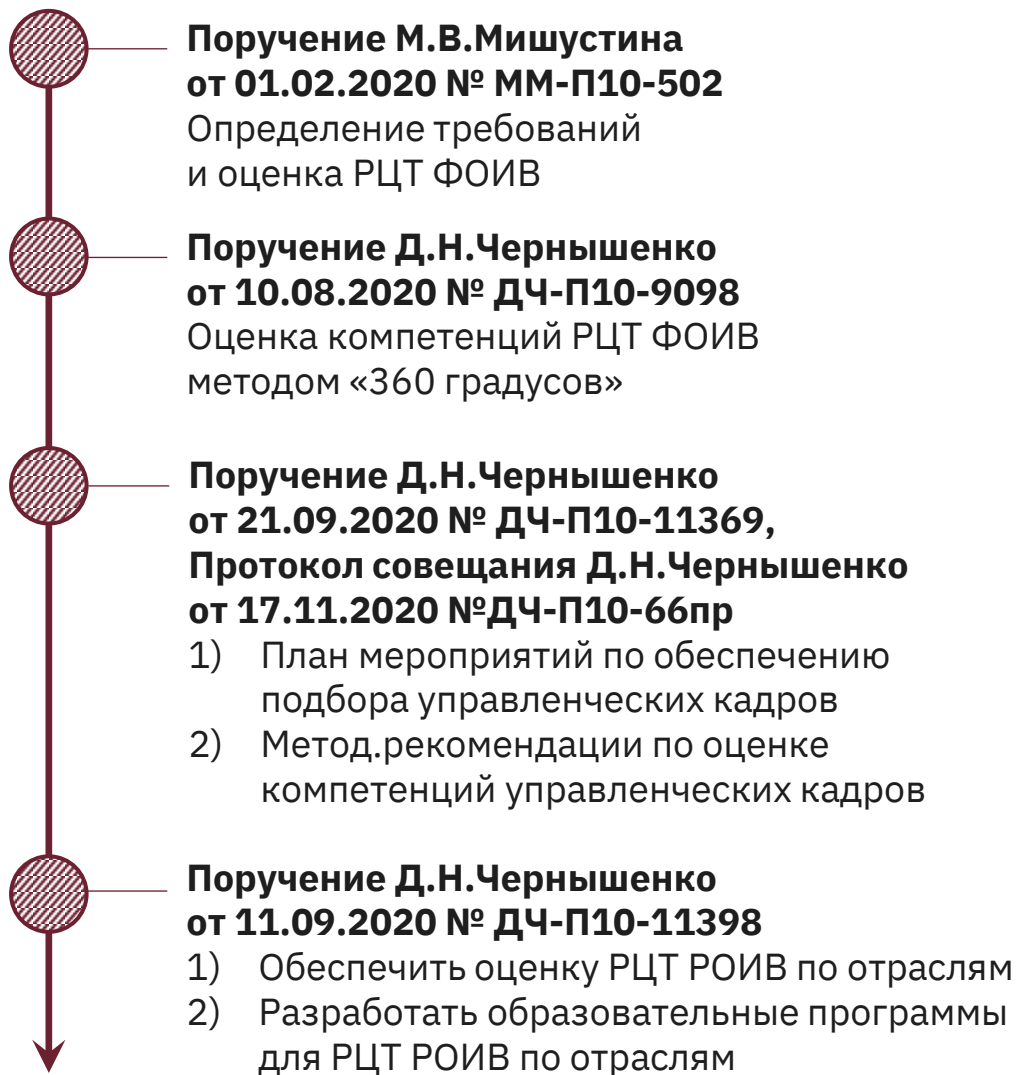 Поручение М.В.Мишустина
от 01.02.2020 № ММ-П10-502
Определение требований
и оценка РЦТ ФОИВ
Поручение Д.Н.Чернышенко
от 10.08.2020 № ДЧ-П10-9098
Оценка компетенций РЦТ ФОИВ
методом «360 градусов»
Поручение Д.Н.Чернышенко
от 21.09.2020 № ДЧ-П10-11369,
Протокол совещания Д.Н.Чернышенко
от 17.11.2020 №ДЧ-П10-66пр
1) План мероприятий по обеспечению
подбора управленческих кадров
2) Метод.рекомендации по оценке
компетенций управленческих кадров
Поручение Д.Н.Чернышенко
от 11.09.2020 № ДЧ-П10-11398
1) Обеспечить оценку РЦТ РОИВ по отраслям
2) Разработать образовательные программы
для РЦТ РОИВ по отраслям